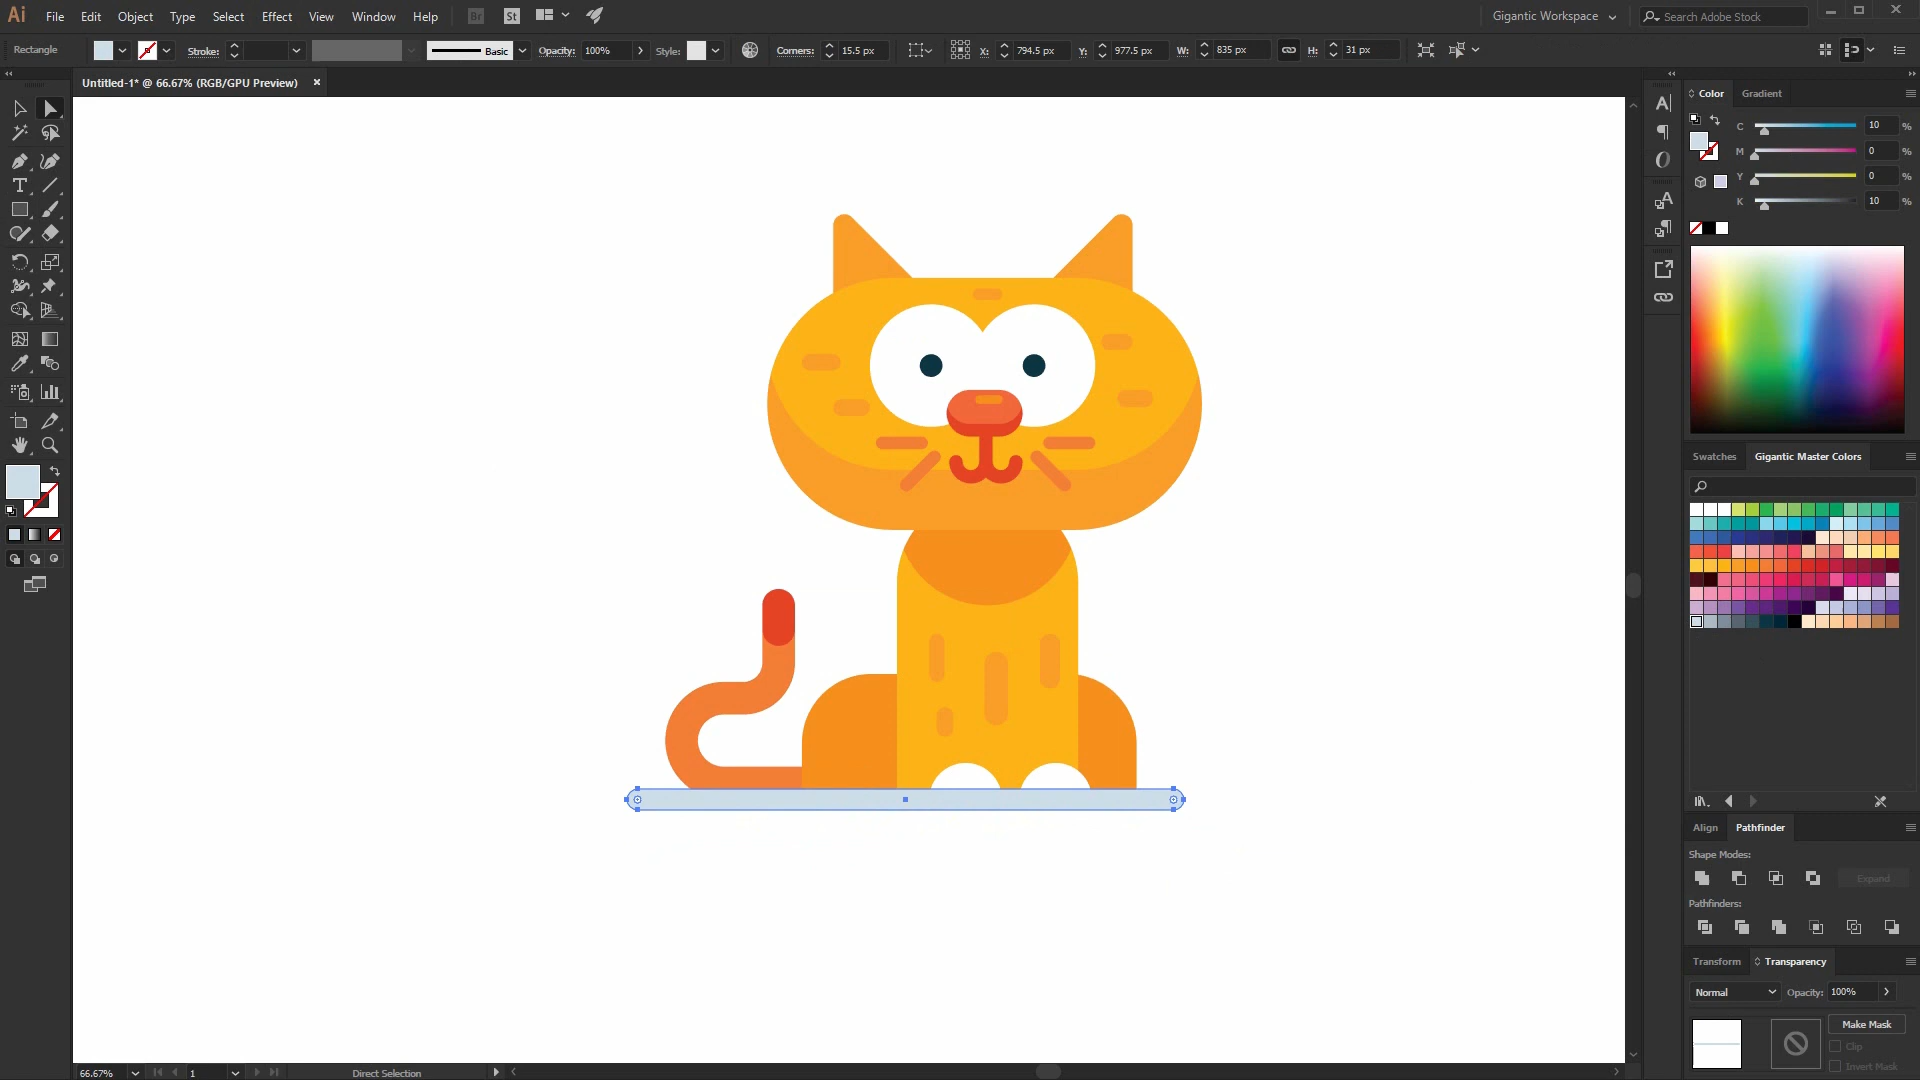 Ai File Edit Object Type Select Effect View Window Help Br St Gigantic Workspace Search Adobe Stock
Rectangle Stroke: Basic Opacity: 100% Style: Corners: 15.5 px X: 794.5 px Y: 977.5 px W: 835 px H: 31 px
Untitled-1* @ 66.67% (RGB/GPU Preview)
Color Gradient
C 10 %
M 0 %
Y 0 %
K 10 %
Swatches Gigantic Master Colors
Align Pathfinder
Shape Modes:
Expand
Pathfinders:
Transform Transparency
Normal Opacity: 100%
Make Mask
Clip
Invert Mask
66.67% 1 Direct Selection